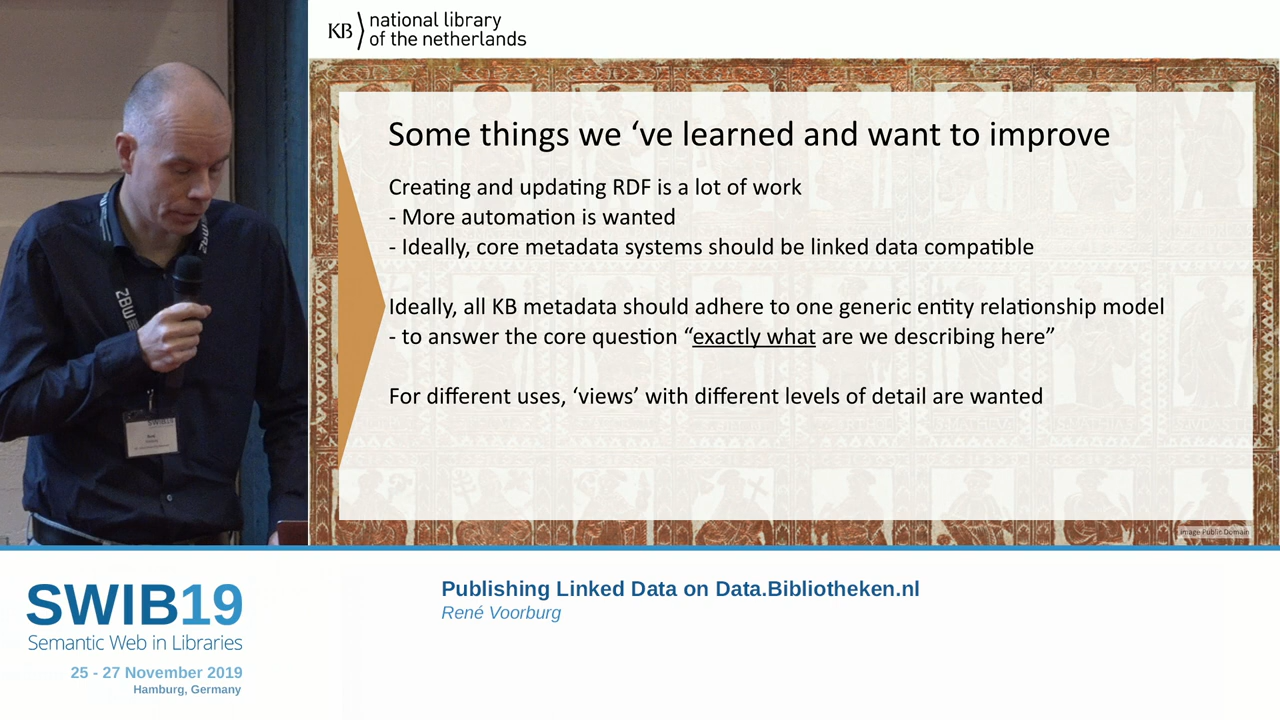 KB
national library
of the netherlands
Some things we ‘ve learned and want to improve
Creating and updating RDF is a lot of work
- More automation is wanted
- Ideally, core metadata systems should be linked data compatible
Ideally, all KB metadata should adhere to one generic entity relationship model
- to answer the core question “exactly what are we describing here”
For different uses, ‘views’ with different levels of detail are wanted
Image Public Domain
ZBW
SWIB19
SWIB19
Semantic Web in Libraries
25 - 27 November 2019
Hamburg, Germany
Publishing Linked Data on Data.Bibliotheken.nl
René Voorburg